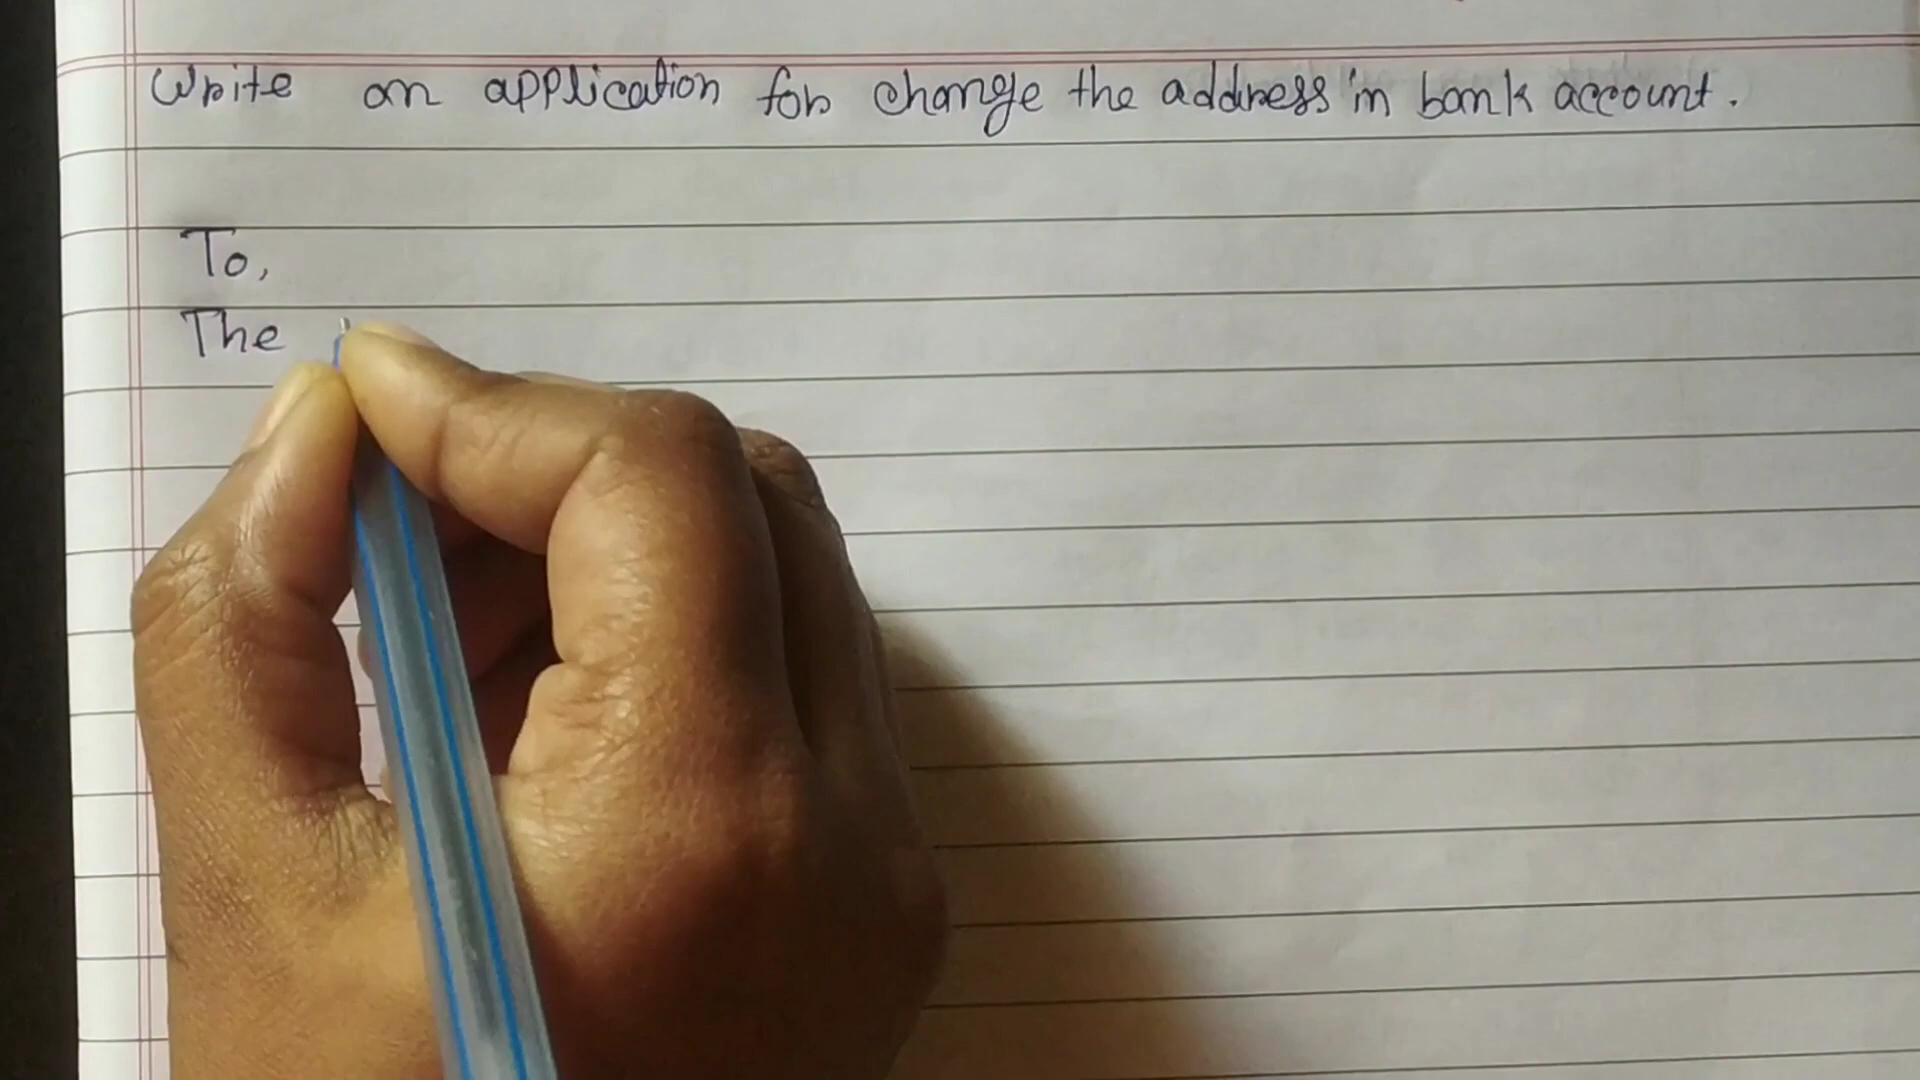 Write an application for change the address in bank account.
To,
The